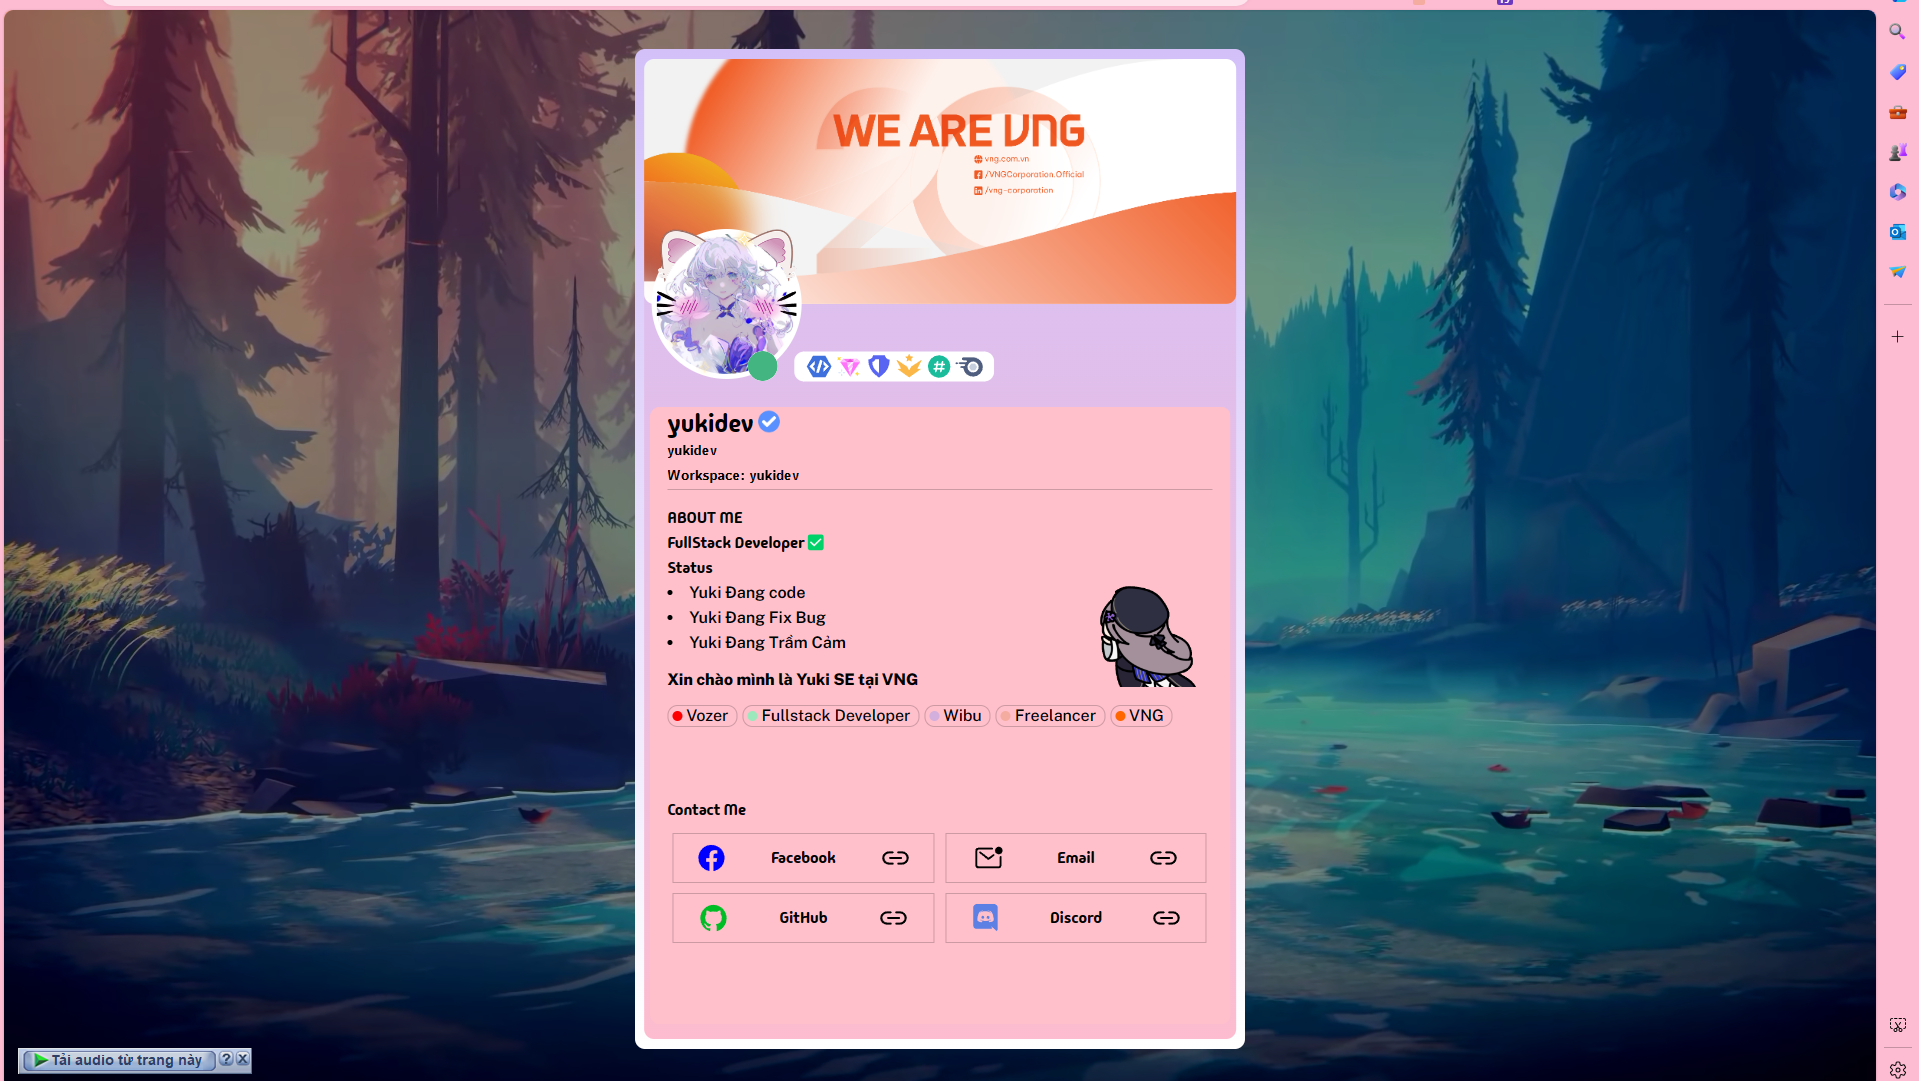 WE ARE VNG
vng.com.vn
/VNGCorporation.Official
/vng-corporation
20
yukidev
yukidev
Workspace: yukidev
ABOUT ME
FullStack Developer
Status
• Yuki Đang code
• Yuki Đang Fix Bug
• Yuki Đang Trầm Cảm
Xin chào mình là Yuki SE tại VNG
Vozer Fullstack Developer Wibu Freelancer VNG
Contact Me
Facebook Email
GitHub Discord
Tải audio từ trang này ? X